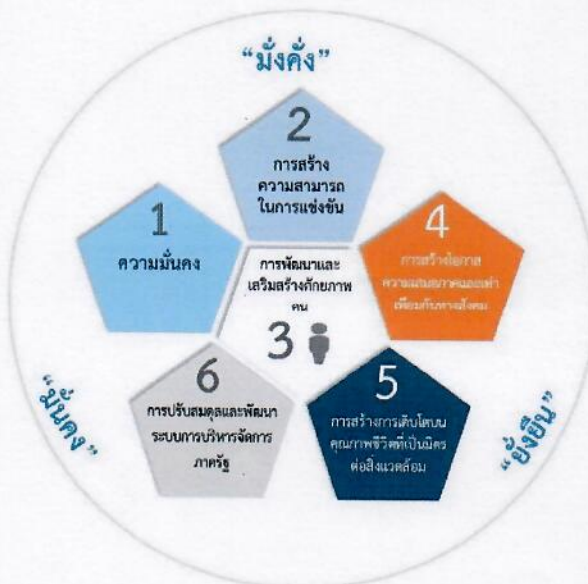 “มั่งคั่ง”
2
การสร้าง
ความสามารถ
ในการแข่งขัน
1
ความมั่นคง
4
การสร้างโอกาส
ความเสมอภาคและเท่า
เทียมกันทางสังคม
การพัฒนาและ
เสริมสร้างศักยภาพ
คน
3
6
การปรับสมดุลและพัฒนา
ระบบการบริหารจัดการ
ภาครัฐ
5
การสร้างการเติบโตบน
คุณภาพชีวิตที่เป็นมิตร
ต่อสิ่งแวดล้อม
“มั่นคง”
“ยั่งยืน”